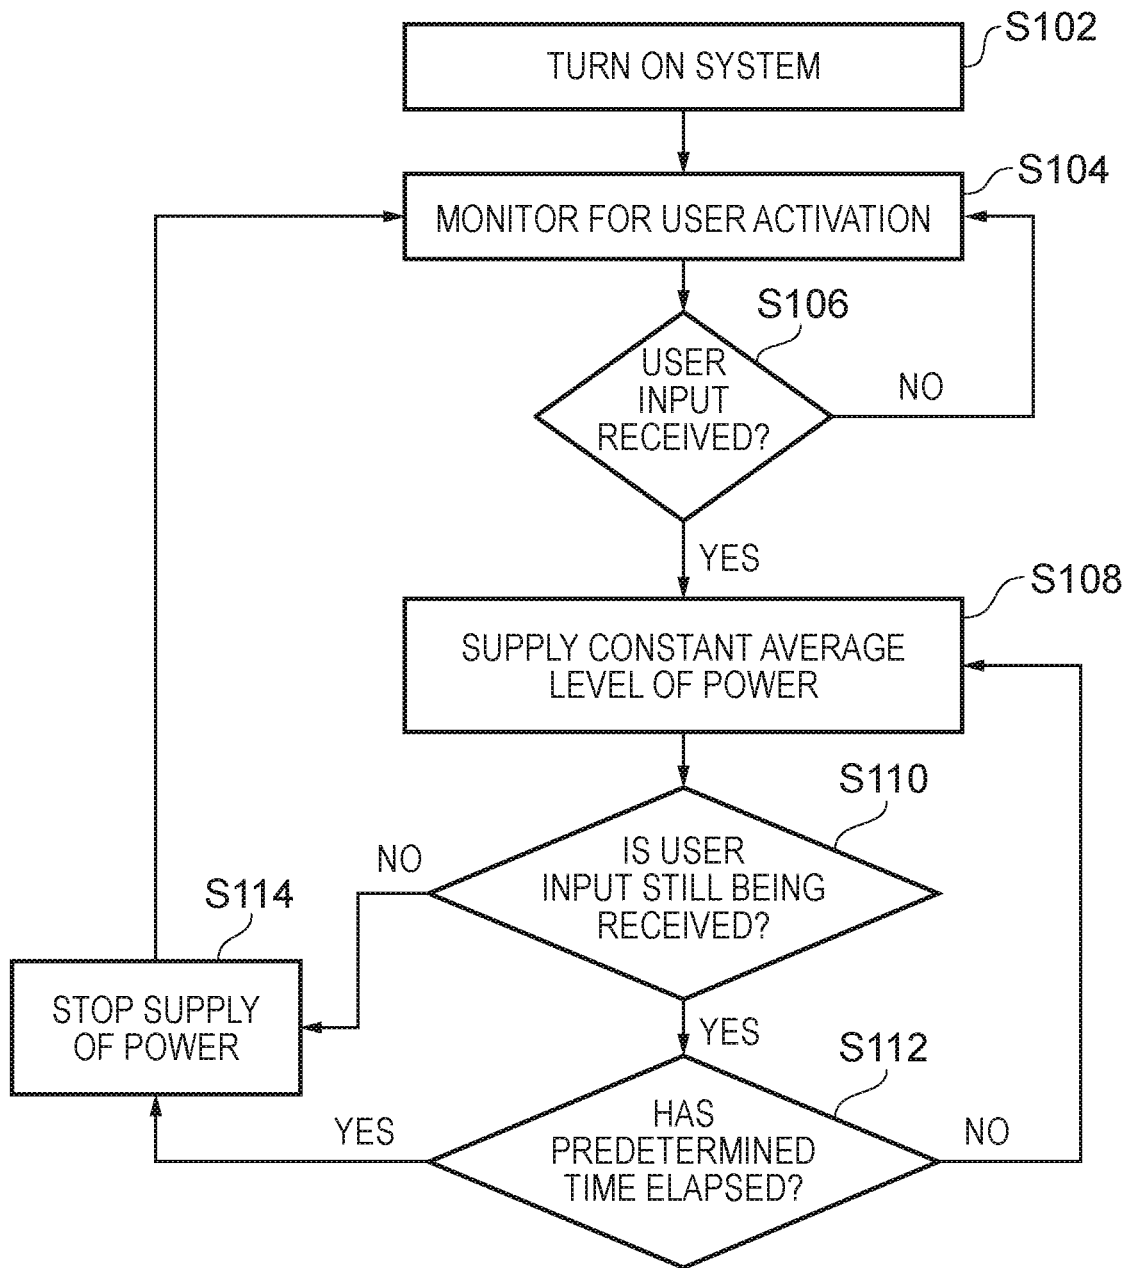 S102
TURN ON SYSTEM
S104
MONITOR FOR USER ACTIVATION
S106
USER
INPUT
RECEIVED?
NO
YES
S108
SUPPLY CONSTANT AVERAGE
LEVEL OF POWER
S110
IS USER
INPUT STILL BEING
RECEIVED?
NO
S114
STOP SUPPLY
OF POWER
YES
S112
HAS
PREDETERMINED
TIME ELAPSED?
YES
NO